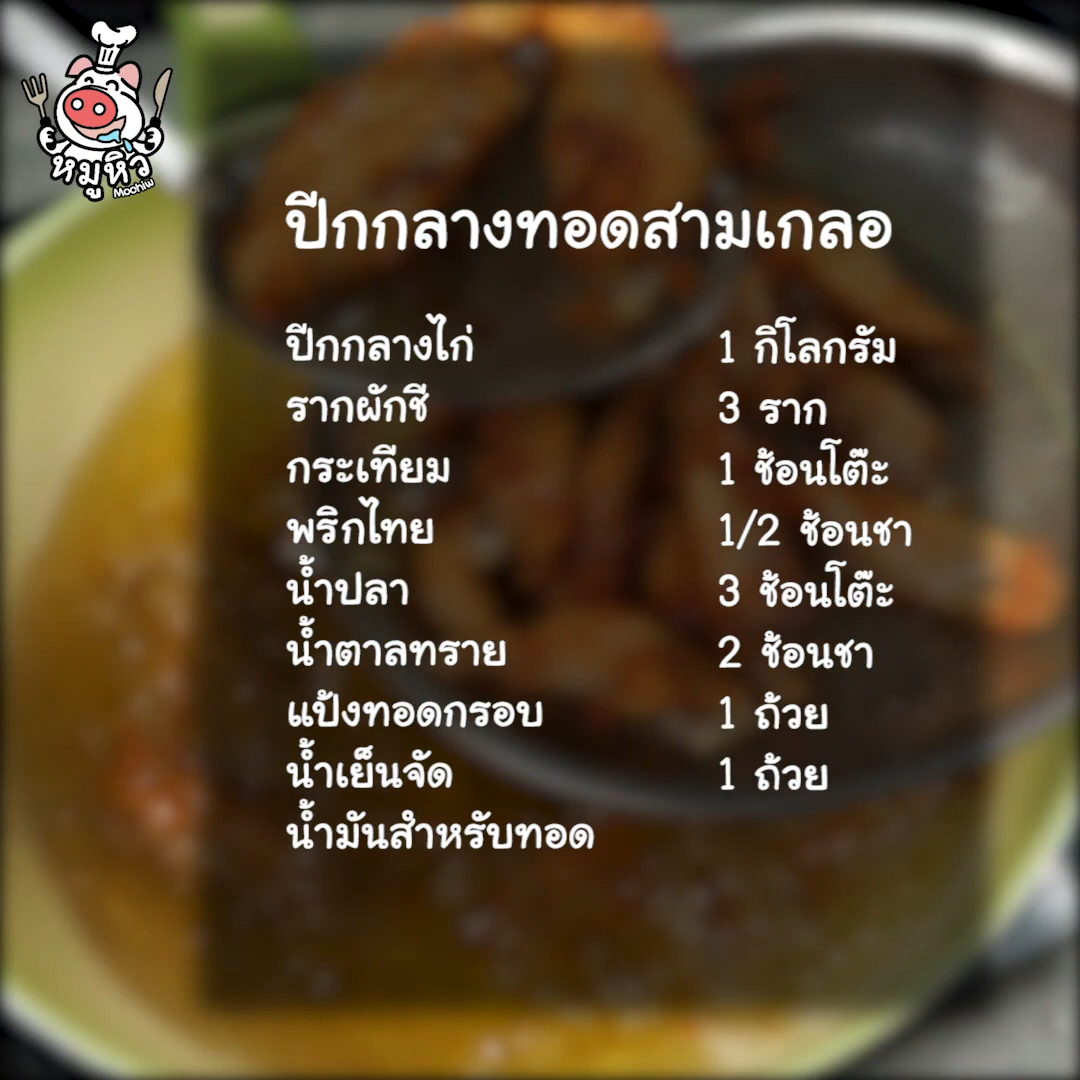 หมูหิว
Moohiw
ปีกกลางทอดสามเกลอ
ปีกกลางไก่ 1 กิโลกรัม
รากผักชี 3 ราก
กระเทียม 1 ช้อนโต๊ะ
พริกไทย 1/2 ช้อนชา
น้ำปลา 3 ช้อนโต๊ะ
น้ำตาลทราย 2 ช้อนชา
แป้งทอดกรอบ 1 ถ้วย
น้ำเย็นจัด 1 ถ้วย
น้ำมันสำหรับทอด